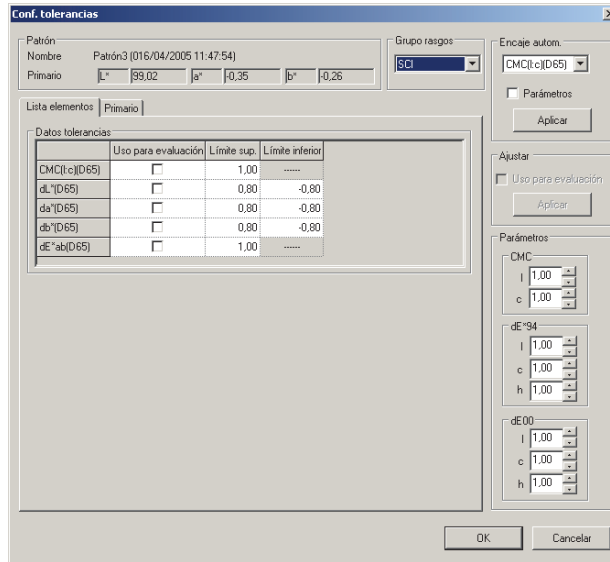 Conf. tolerancias
Patrón
Nombre Patrón3 (016/04/2005 11:47:54)
Primario L* 99,02 a* -0,35 b* -0,26
Grupo rasgos
SCI
Encaje autom.
CMC(l:c)(D65)
Parámetros
Aplicar
Lista elementos Primario
Datos tolerancias
Uso para evaluación Límite sup. Límite inferior
CMC(l:c)(D65) 1,00 ------
dL*(D65) 0,80 -0,80
da*(D65) 0,80 -0,80
db*(D65) 0,80 -0,80
dE*ab(D65) 1,00 ------
Ajustar
Uso para evaluación
Aplicar
Parámetros
CMC
l 1,00
c 1,00
dE*94
l 1,00
c 1,00
h 1,00
dE00
l 1,00
c 1,00
h 1,00
OK Cancelar